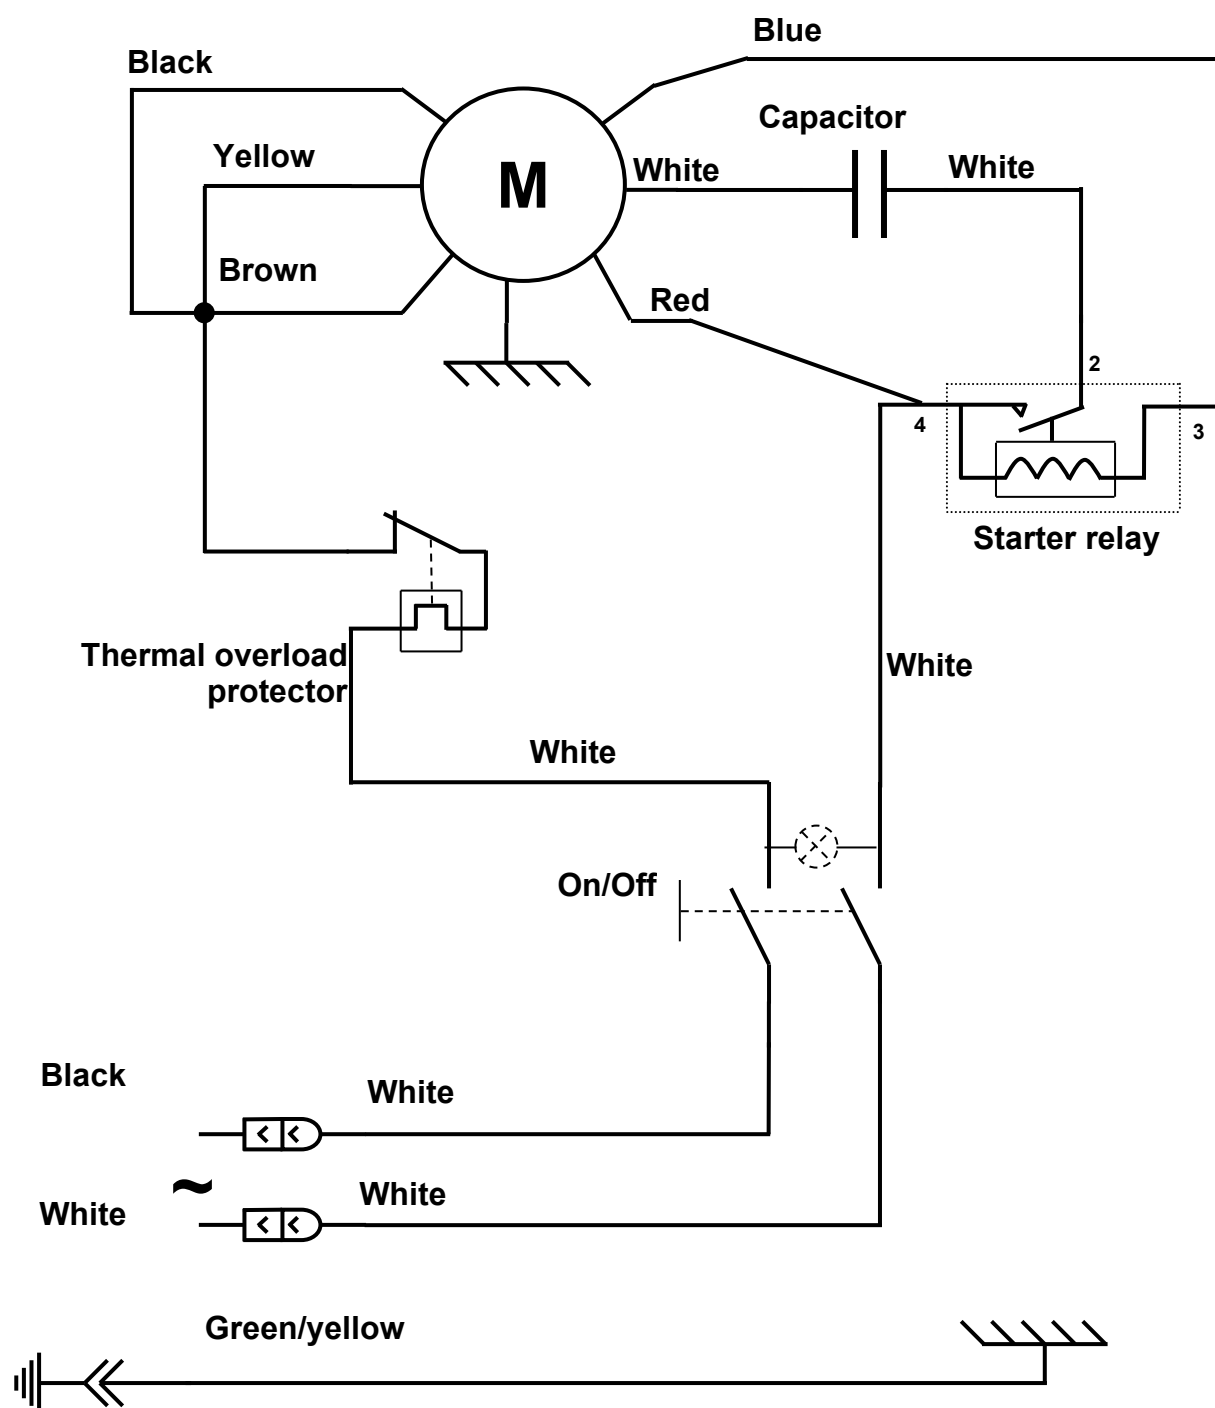 Blue
Black
Capacitor
Yellow
White
White
M
Brown
Red
2
4
3
Starter relay
Thermal overload
protector
White
White
On/Off
Black
White
~
White
White
Green/yellow